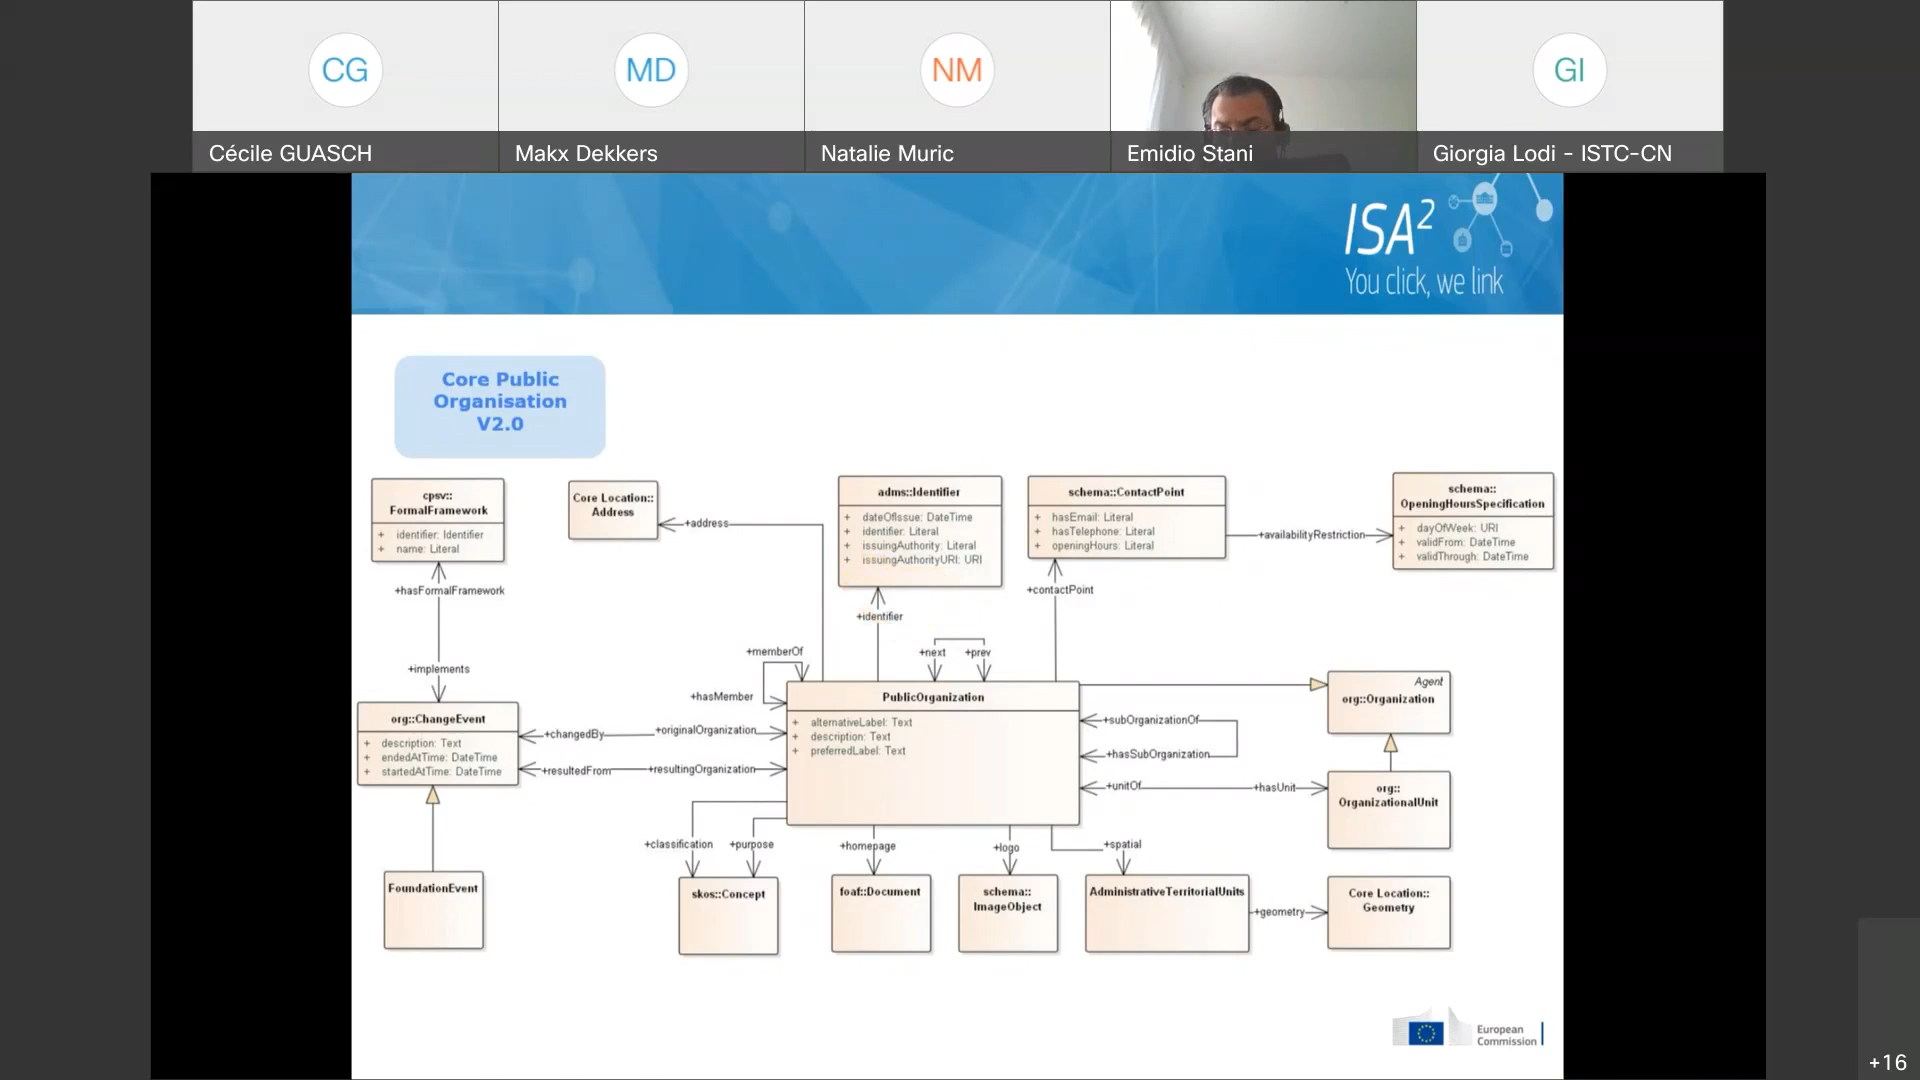 CG
MD
NM
GI
Cécile GUASCH
Makx Dekkers
Natalie Muric
Emidio Stani
Giorgia Lodi - ISTC-CN
ISA²
You click, we link
Core Public
Organisation
V2.0
cpsv::
FormalFramework
+ identifier: Identifier
+ name: Literal
Core Location::
Address
+address
adms::Identifier
+ dateOfIssue: DateTime
+ identifier: Literal
+ issuingAuthority: Literal
+ issuingAuthorityURI: URI
schema::ContactPoint
+ hasEmail: Literal
+ hasTelephone: Literal
+ openingHours: Literal
+availabilityRestriction
schema::
OpeningHoursSpecification
+ dayOfWeek: URI
+ validFrom: DateTime
+ validThrough: DateTime
+hasFormalFramework
+identifier
+contactPoint
+implements
+memberOf
+next
+prev
+hasMember
org::ChangeEvent
+ description: Text
+ endedAtTime: DateTime
+ startedAtTime: DateTime
+changedBy
+originalOrganization
+resultedFrom
+resultingOrganization
PublicOrganization
+ alternativeLabel: Text
+ description: Text
+ preferredLabel: Text
Agent
org::Organization
+subOrganizationOf
+hasSubOrganization
+unitOf
+hasUnit
org::
OrganizationalUnit
+classification
+purpose
+homepage
+logo
+spatial
FoundationEvent
skos::Concept
foaf::Document
schema::
ImageObject
AdministrativeTerritorialUnits
+geometry
Core Location::
Geometry
European
Commission
+16